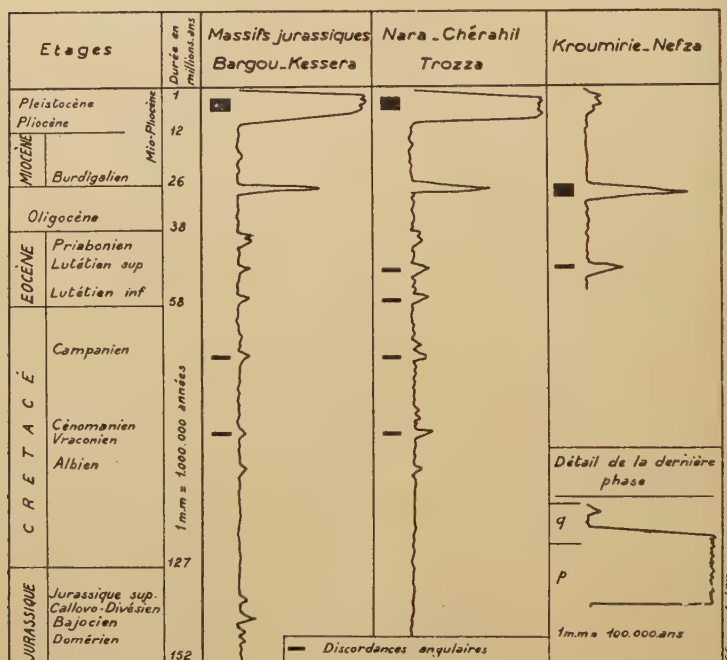 Etages
Durée en
millions.ans
Massifs jurassiques
Bargou_Kessera
Nara_Chérahil
Trozza
Kroumirie_Nefza
Pleistocène
Pliocène
Mio-Pliocène
1
12
MIOCÈNE
Burdigalien
26
Oligocène
38
EOCÈNE
Priabonien
Lutétien sup
Lutétien inf
58
CRETACÉ
Campanien
Cénomanien
Vraconien
Albien
1m.m = 1.000.000 années
127
JURASSIQUE
Jurassique sup.
Callovo-Divésien
Bajocien
Domérien
152
Discordances angulaires
Détail de la dernière
phase
q
p
1m.m = 100.000.ans